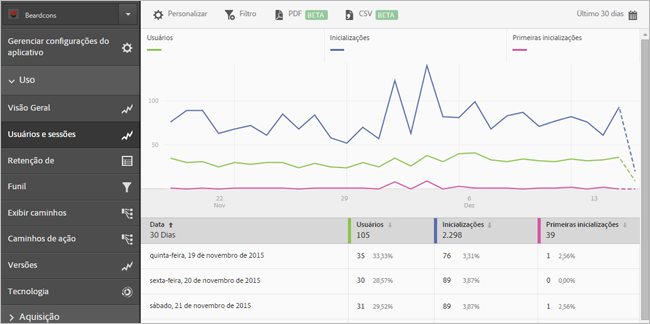 Beardcons
Personalizar
Filtro
PDF BETA
CSV BETA
Último 30 dias
Gerenciar configurações do
aplicativo
Uso
Visão Geral
Usuários e sessões
Retenção de
Funil
Exibir caminhos
Caminhos de ação
Versões
Tecnologia
Aquisição
Usuários
Inicializações
Primeiras inicializações
100
50
22
Nov
29
6
Dez
13
Data
30 Dias
Usuários
105
Inicializações
2.298
Primeiras inicializações
39
quinta-feira, 19 de novembro de 2015 35 33,33% 76 3,31% 1 2,56%
sexta-feira, 20 de novembro de 2015 30 28,57% 89 3,87% 0 0,00%
sábado, 21 de novembro de 2015 31 29,52% 89 3,87% 1 2,56%